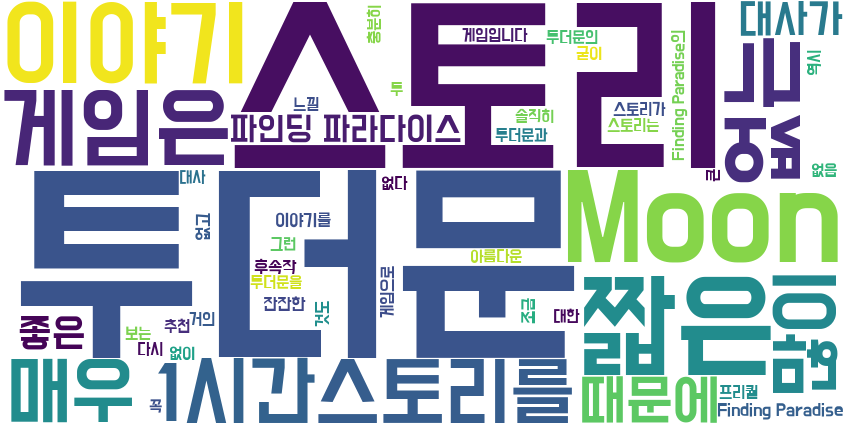 이야기
스토리
게임은
파인딩 파라다이스
느낄
충분히
투
게임입니다
투더문의
굳이
솔직히
투더문과
스토리가
스토리는
Finding Paradise의
대사가
역시
없음
투더문
Moon
대사
없고
없다
이야기를
그런
후속작
투더문을
잔잔한
것도
게임으로
아름다운
조금
대한
짧은
좋은
보는
추천
거의
다시
없이
꼭
매우
1시간
스토리를
때문에
프리퀄
Finding Paradise